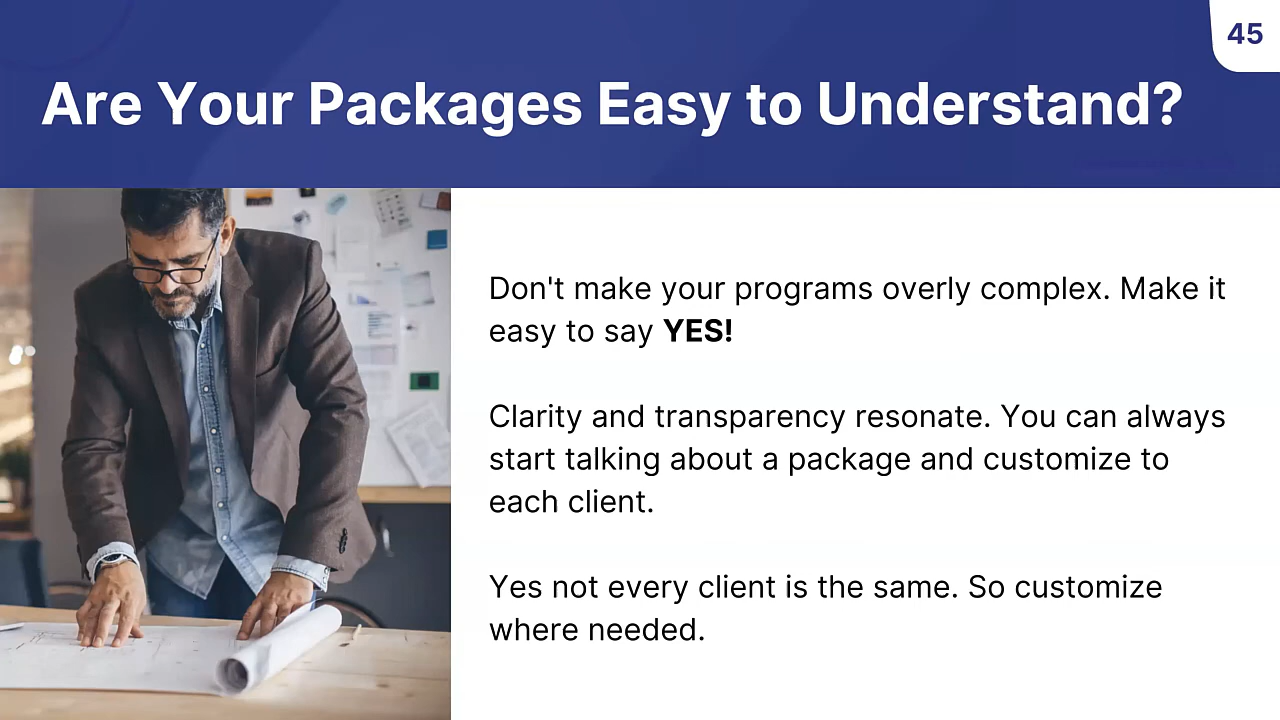 45
Are Your Packages Easy to Understand?
Don't make your programs overly complex. Make it
easy to say YES!
Clarity and transparency resonate. You can always
start talking about a package and customize to
each client.
Yes not every client is the same. So customize
where needed.